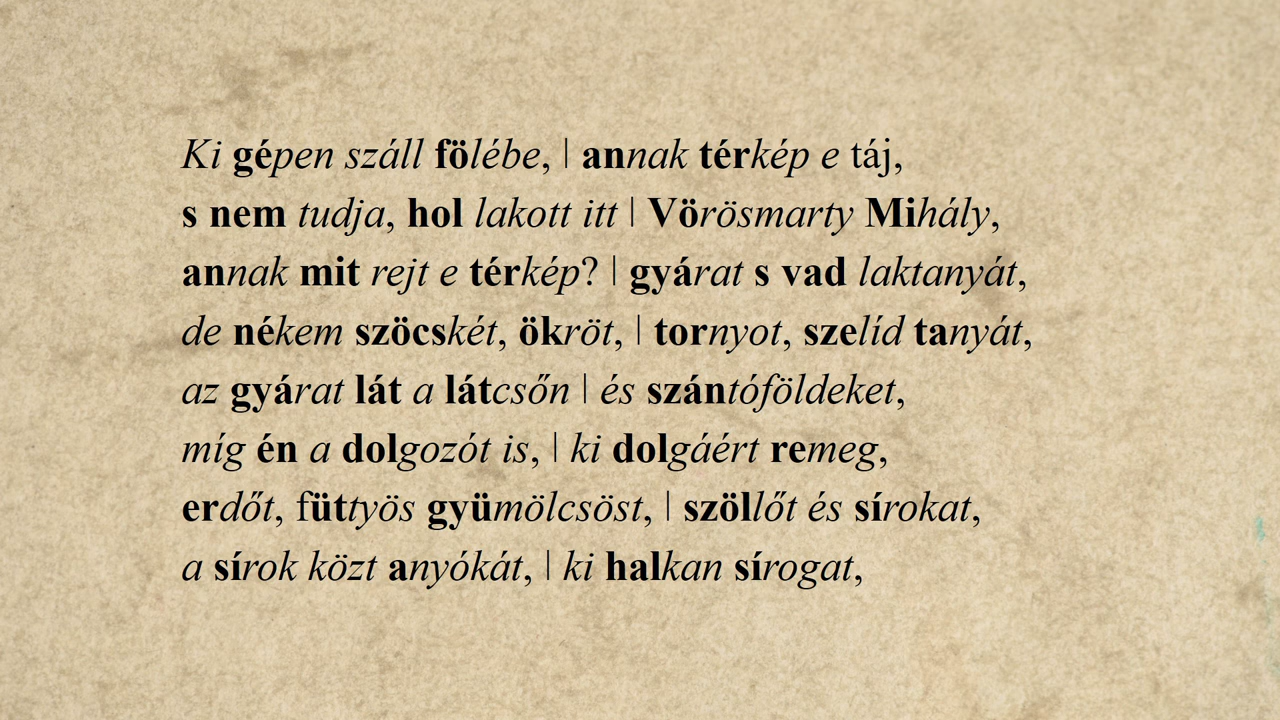 Ki gépen száll fölébe, | annak térkép e táj,
s nem tudja, hol lakott itt | Vörösmarty Mihály,
annak mit rejt e térkép? | gyárat s vad laktanyát,
de nékem szöcskét, ökröt, | tornyot, szelíd tanyát,
az gyárat lát a látcsőn | és szántóföldeket,
míg én a dolgozót is, | ki dolgáért remeg,
erdőt, füttyös gyümölcsöst, | szöllőt és sírokat,
a sírok közt anyókát, | ki halkan sírogat,